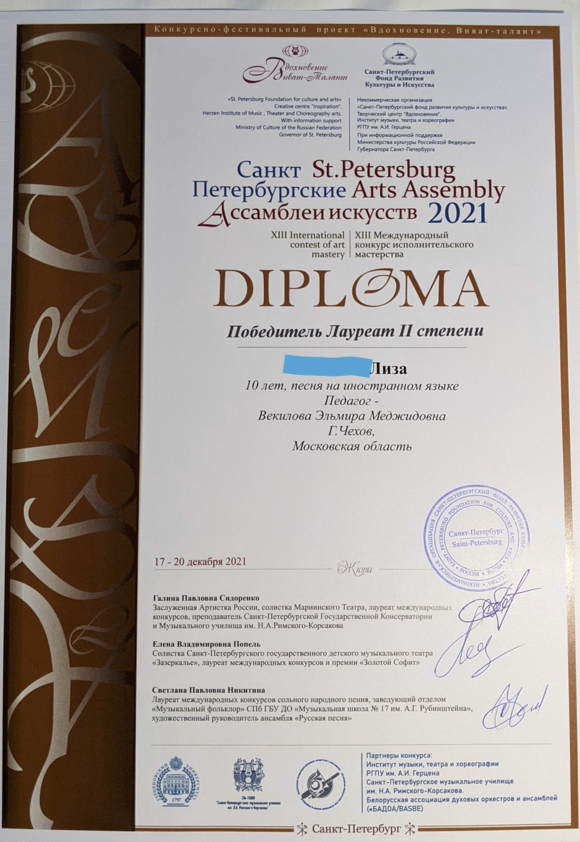 Конкурсно-фестивальный проект «Вдохновение. Виват-талант»
Вдохновение
Виват-Талант
Санкт-Петербургский
Фонд Развития
Культуры и Искусства
«St. Petersburg Foundation for culture and arts»
Creative centre "Inspiration".
Herzen Institute of Music , Theater and Choreography arts.
With information support
Ministry of Culture of the Russian Federation
Governor of St. Petersburg
Некоммерческая организация
«Санкт-Петербургский фонд развития культуры и искусства».
Творческий центр "Вдохновение".
Институт музыки, театра и хореографии
РГПУ им. А.И. Герцена
При информационной поддержке
Министерства культуры Российской Федерации
Губернатора Санкт-Петербурга
Санкт St.Petersburg
Петербургские Arts Assembly
Ассамблеи искусств 2021
XIII International
contest of art
mastery
XIII Международный
конкурс исполнительского
мастерства
DIPLOMA
Победитель Лауреат II степени
Лиза
10 лет, песня на иностранном языке
Педагог -
Векилова Эльмира Меджидовна
Г.Чехов,
Московская область
Санкт-Петербург
Saint-Petersburg
17 - 20 декабря 2021
Жюри
Галина Павловна Сидоренко
Заслуженная Артистка России, солистка Мариинского Театра, лауреат международных
конкурсов, преподаватель Санкт-Петербургской Государственной Консерватории
и Музыкального училища им. Н.А.Римского-Корсакова
Елена Владимировна Попель
Солистка Санкт-Петербургского государственного детского музыкального театра
«Зазеркалье», лауреат международных конкурсов и премии «Золотой Софит»
Светлана Павловна Никитина
Лауреат международных конкурсов сольного народного пения, заведующий отделом
«Музыкальный фольклор» СПб ГБУ ДО «Музыкальная школа № 17 им. А.Г. Рубинштейна»,
художественный руководитель ансамбля «Русская песня»
1797
Партнеры конкурса:
Институт музыки, театра и хореографии
РГПУ им. А.И. Герцена
Санкт-Петербургское музыкальное училище
им. Н.А. Римского-Корсакова.
Белорусская ассоциация духовых оркестров и ансамблей
(«БАДОА/BASBE)
Санкт-Петербург